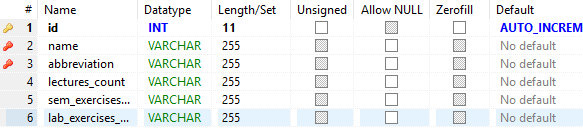 # Name Datatype Length/Set Unsigned Allow NULL Zerofill Default
1 id INT 11 AUTO_INCREM
2 name VARCHAR 255 No default
3 abbreviation VARCHAR 255 No default
4 lectures_count VARCHAR 255 No default
5 sem_exercises... VARCHAR 255 No default
6 lab_exercises_... VARCHAR 255 No default